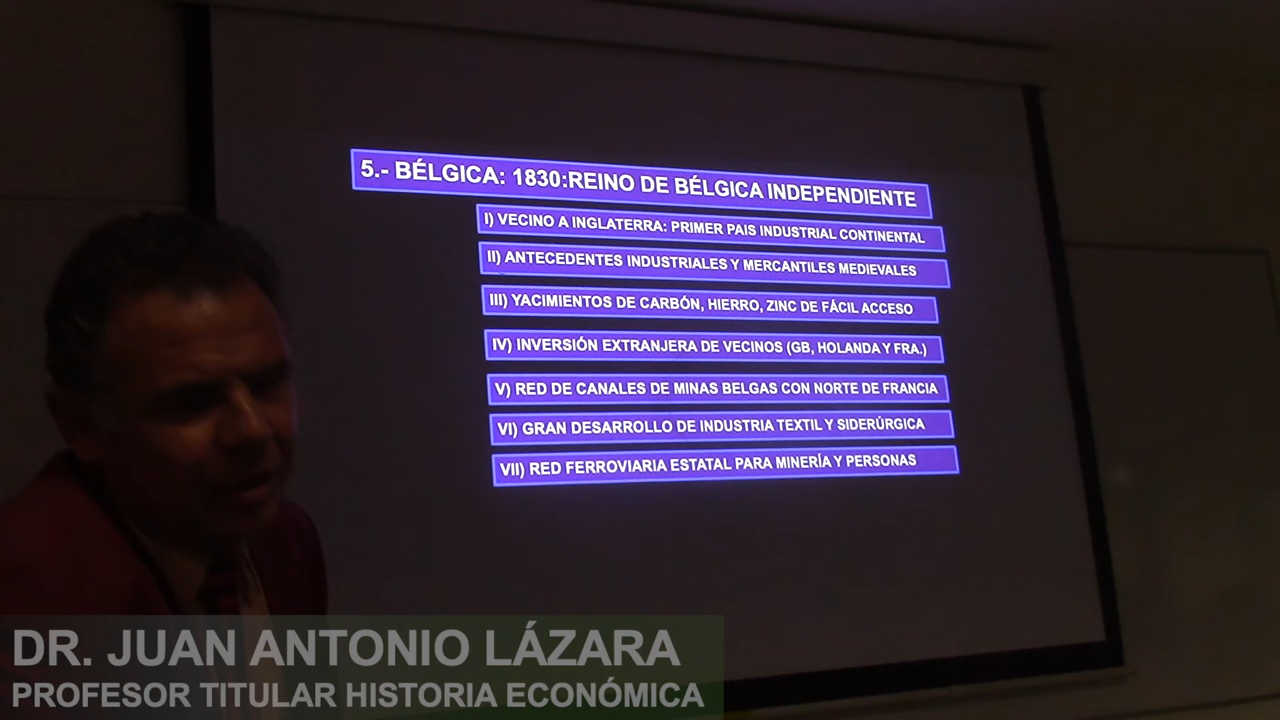 5.- BÉLGICA: 1830:REINO DE BÉLGICA INDEPENDIENTE
I) VECINO A INGLATERRA: PRIMER PAIS INDUSTRIAL CONTINENTAL
II) ANTECEDENTES INDUSTRIALES Y MERCANTILES MEDIEVALES
III) YACIMIENTOS DE CARBÓN, HIERRO, ZINC DE FÁCIL ACCESO
IV) INVERSIÓN EXTRANJERA DE VECINOS (GB, HOLANDA Y FRA.)
V) RED DE CANALES DE MINAS BELGAS CON NORTE DE FRANCIA
VI) GRAN DESARROLLO DE INDUSTRIA TEXTIL Y SIDERÚRGICA
VII) RED FERROVIARIA ESTATAL PARA MINERÍA Y PERSONAS
DR. JUAN ANTONIO LÁZARA
PROFESOR TITULAR HISTORIA ECONÓMICA